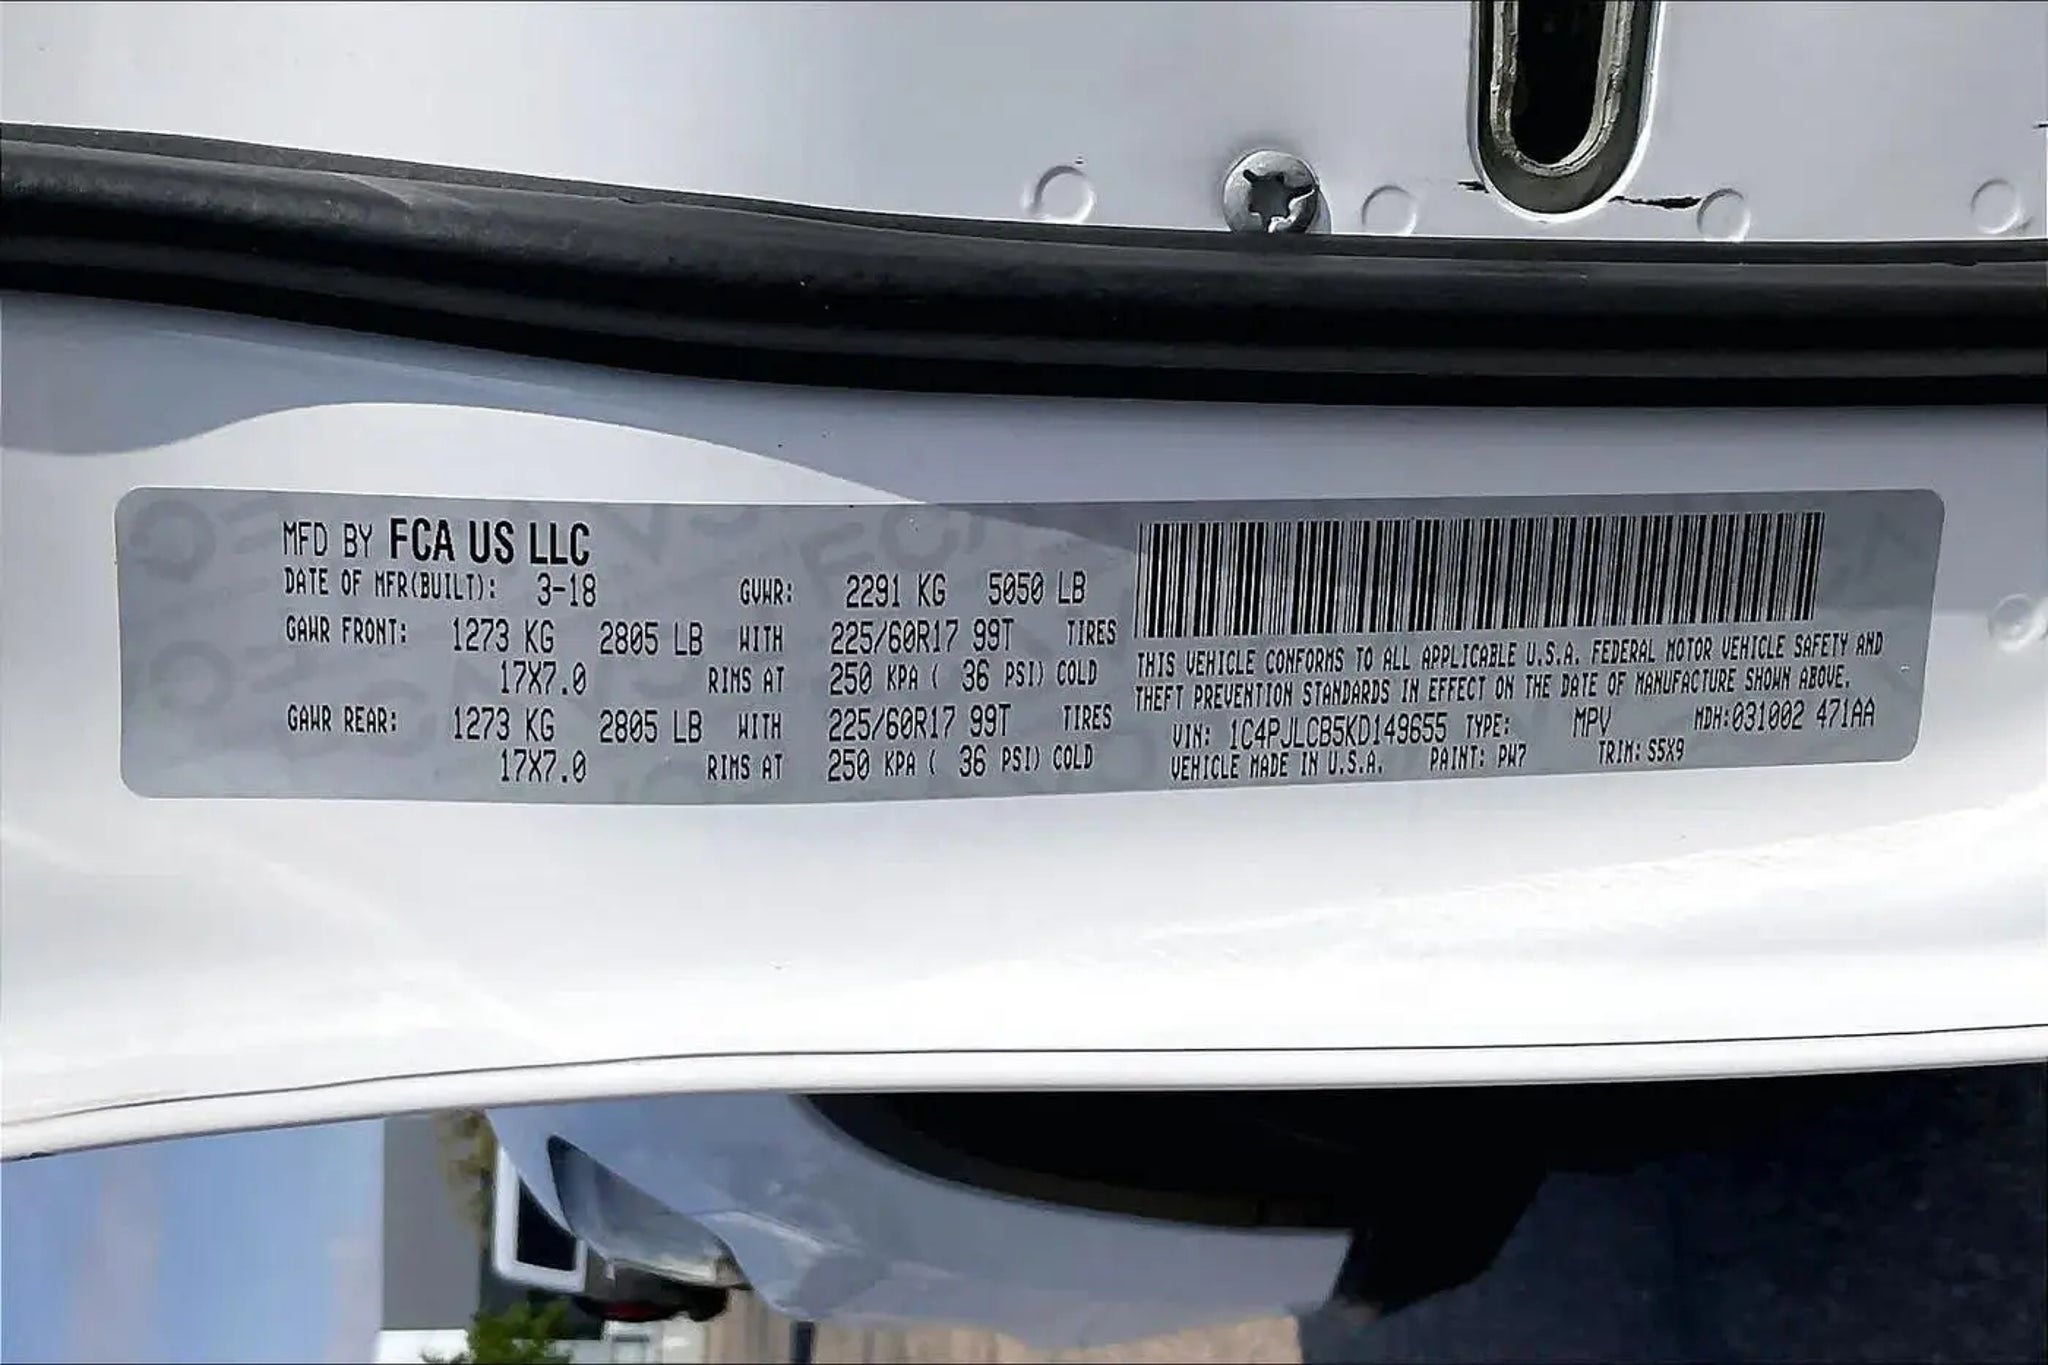 MFD BY FCA US LLC
DATE OF MFR(BUILT): 3-18 GVWR: 2291 KG 5050 LB
GAWR FRONT: 1273 KG 2805 LB WITH 225/60R17 99T TIRES
17X7.0 RIMS AT 250 KPA ( 36 PSI) COLD
GAWR REAR: 1273 KG 2805 LB WITH 225/60R17 99T TIRES
17X7.0 RIMS AT 250 KPA ( 36 PSI) COLD
THIS VEHICLE CONFORMS TO ALL APPLICABLE U.S.A. FEDERAL MOTOR VEHICLE SAFETY AND
THEFT PREVENTION STANDARDS IN EFFECT ON THE DATE OF MANUFACTURE SHOWN ABOVE.
VIN: 1C4PJLCB5KD149655 TYPE: MPV MDH:031002 471AA
VEHICLE MADE IN U.S.A. PAINT: PW7 TRIM: S5X9